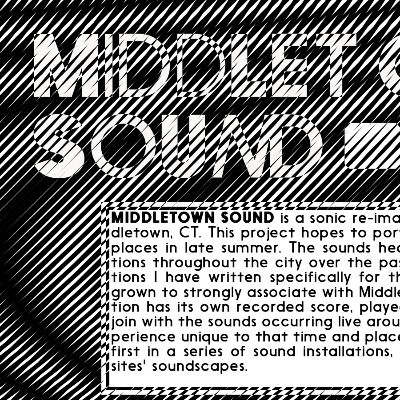 MIDDLET
SOUND
MIDDLETOWN SOUND is a sonic re-ima
dletown, CT. This project hopes to por
places in late summer. The sounds hea
tions throughout the city over the pas
tions I have written specifically for th
grown to strongly associate with Middle
tion has its own recorded score, playe
join with the sounds occurring live arou
perience unique to that time and place
first in a series of sound installations,
sites' soundscapes.